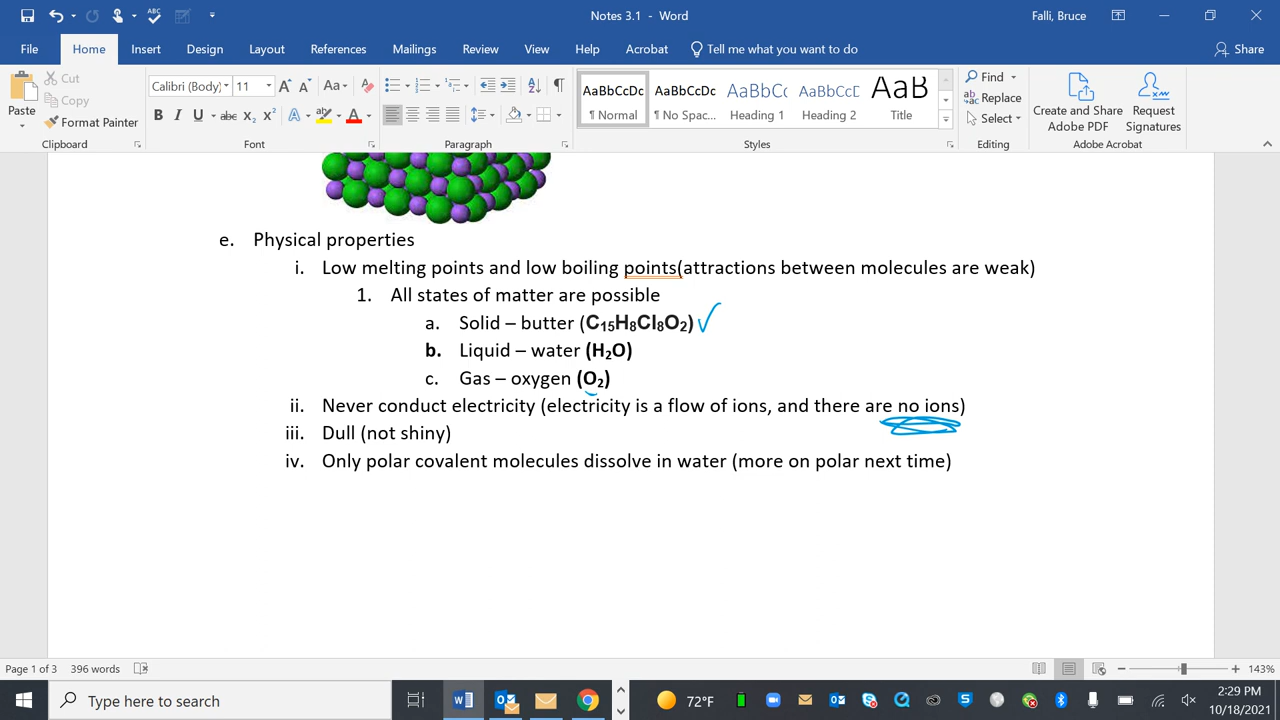 Notes 3.1 - Word
Falli, Bruce
File Home Insert Design Layout References Mailings Review View Help Acrobat Tell me what you want to do Share
Paste
Cut
Copy
Format Painter
Clipboard
Calibri (Body) 11
Font
Paragraph
AaBbCcDc AaBbCcDc AaBbCc AaBbCcD AaB
¶ Normal ¶ No Spac... Heading 1 Heading 2 Title
Styles
Find
Replace
Select
Editing
Create and Share Adobe PDF
Request Signatures
Adobe Acrobat
e. Physical properties
i. Low melting points and low boiling points(attractions between molecules are weak)
1. All states of matter are possible
a. Solid – butter (C₁₅H₈Cl₈O₂)✓
b. Liquid – water (H₂O)
c. Gas – oxygen (O₂)
ii. Never conduct electricity (electricity is a flow of ions, and there are no ions)
iii. Dull (not shiny)
iv. Only polar covalent molecules dissolve in water (more on polar next time)
Page 1 of 3 396 words 143%
Type here to search 72°F 2:29 PM
10/18/2021